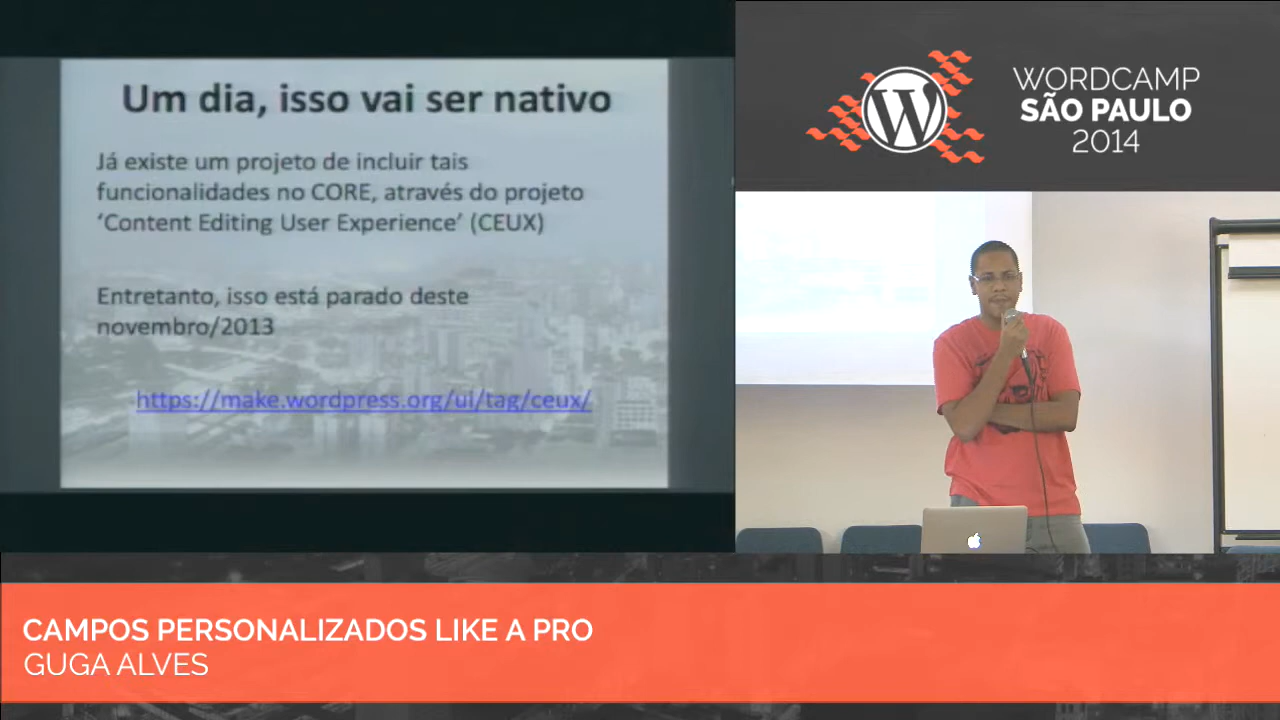 Um dia, isso vai ser nativo
Já existe um projeto de incluir tais
funcionalidades no CORE, através do projeto
‘Content Editing User Experience’ (CEUX)
Entretanto, isso está parado deste
novembro/2013
https://make.wordpress.org/ui/tag/ceux/
WORDCAMP
SÃO PAULO
2014
CAMPOS PERSONALIZADOS LIKE A PRO
GUGA ALVES